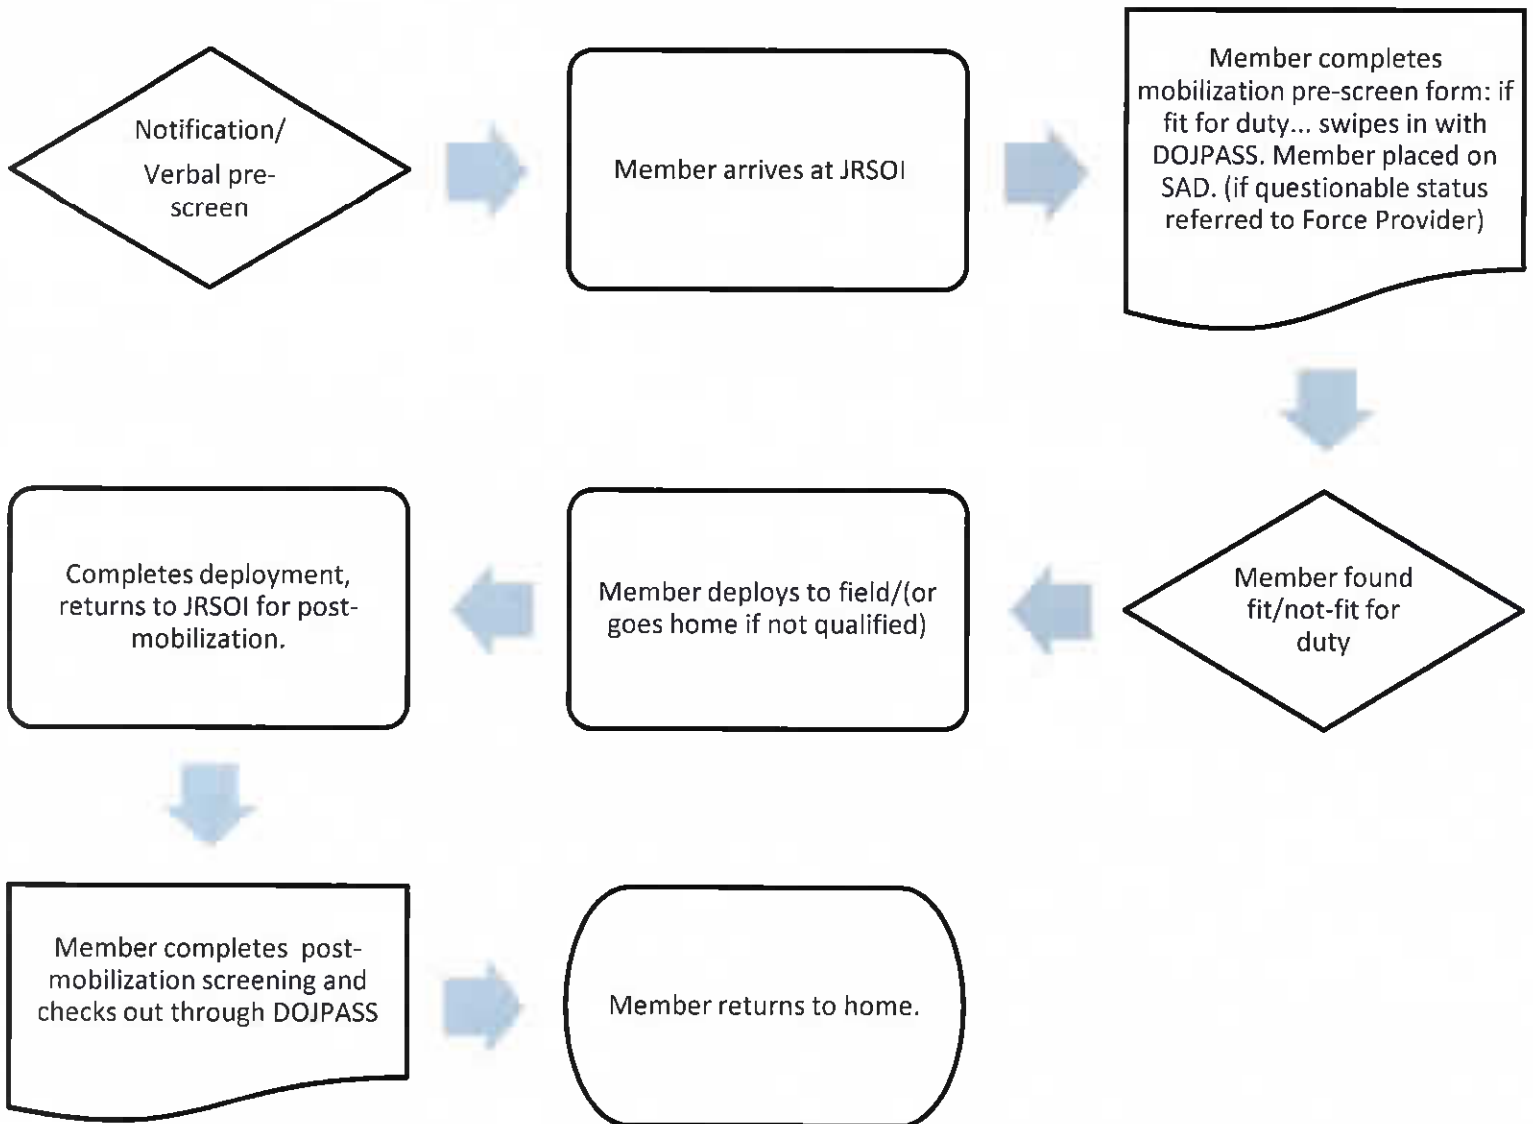 Notification/
Verbal pre-
screen
Member arrives at JRSOI
Member completes
mobilization pre-screen form: if
fit for duty... swipes in with
DOJPASS. Member placed on
SAD. (if questionable status
referred to Force Provider)
Member found
fit/not-fit for
duty
Member deploys to field/(or
goes home if not qualified)
Completes deployment,
returns to JRSOI for post-
mobilization.
Member completes post-
mobilization screening and
checks out through DOJPASS
Member returns to home.